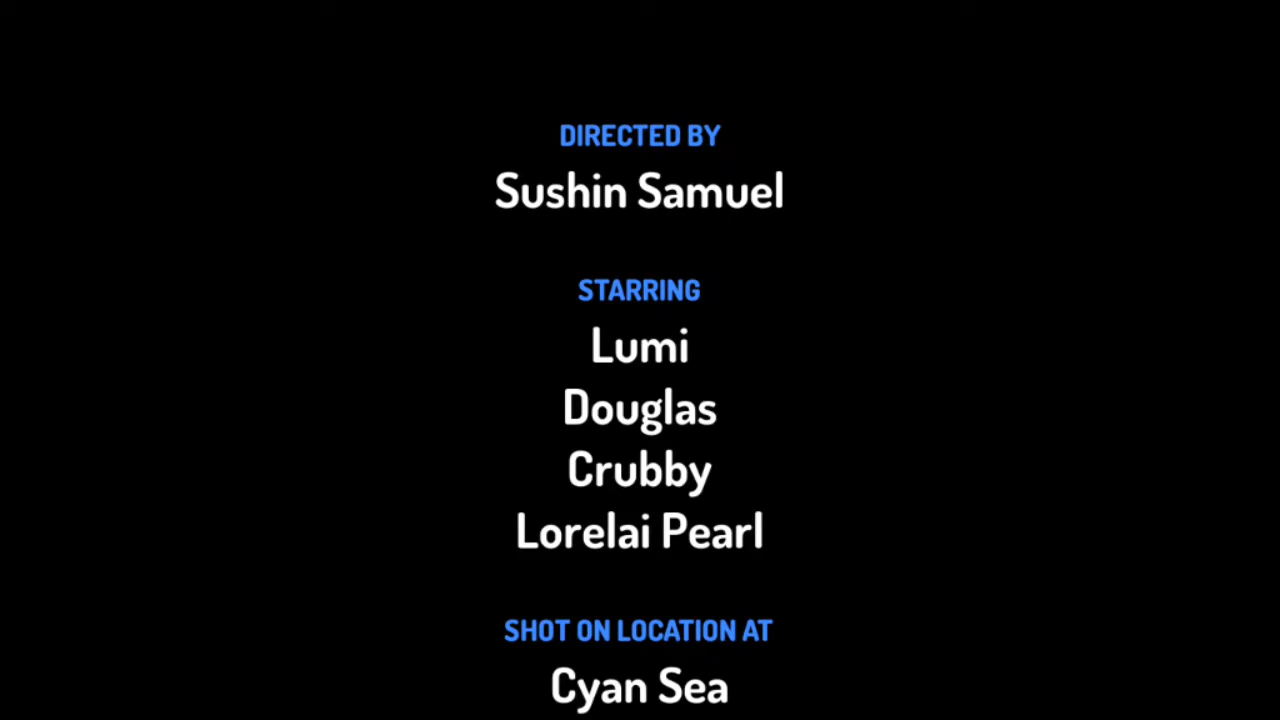 DIRECTED BY
Sushin Samuel
STARRING
Lumi
Douglas
Crubby
Lorelai Pearl
SHOT ON LOCATION AT
Cyan Sea